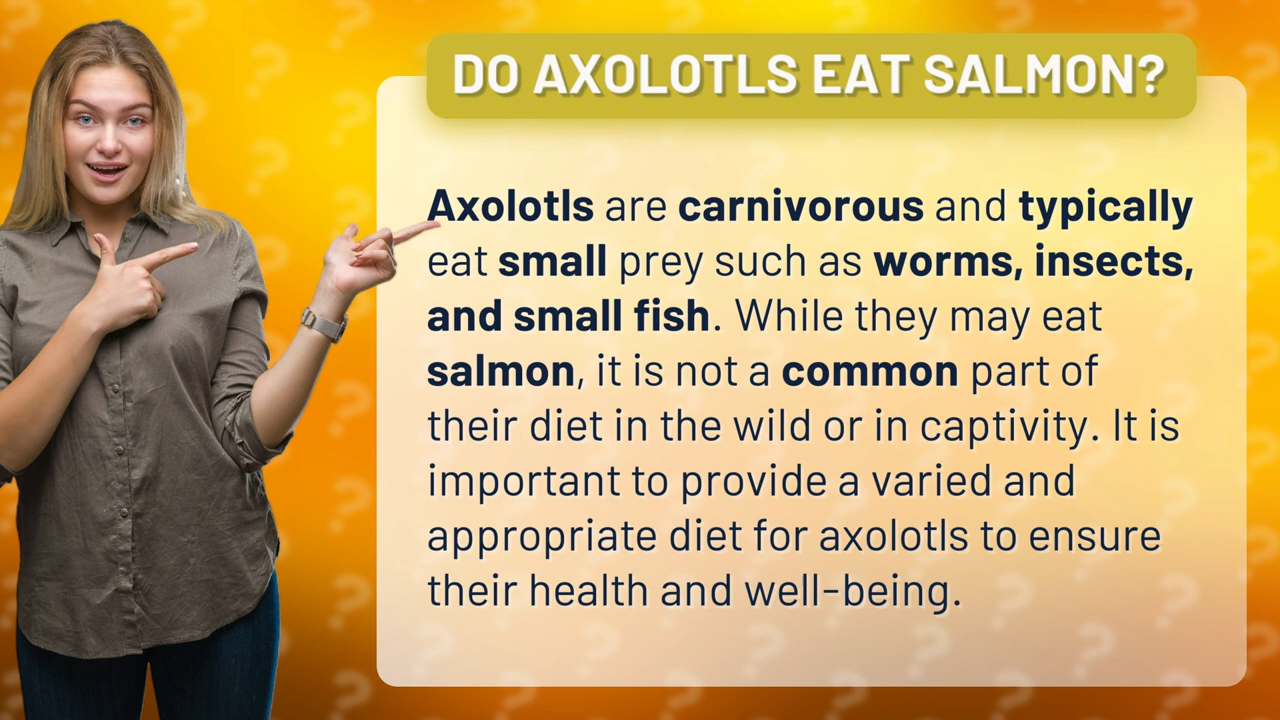 DO AXOLOTLS EAT SALMON?
Axolotls are carnivorous and typically
eat small prey such as worms, insects,
and small fish. While they may eat
salmon, it is not a common part of
their diet in the wild or in captivity. It is
important to provide a varied and
appropriate diet for axolotls to ensure
their health and well-being.